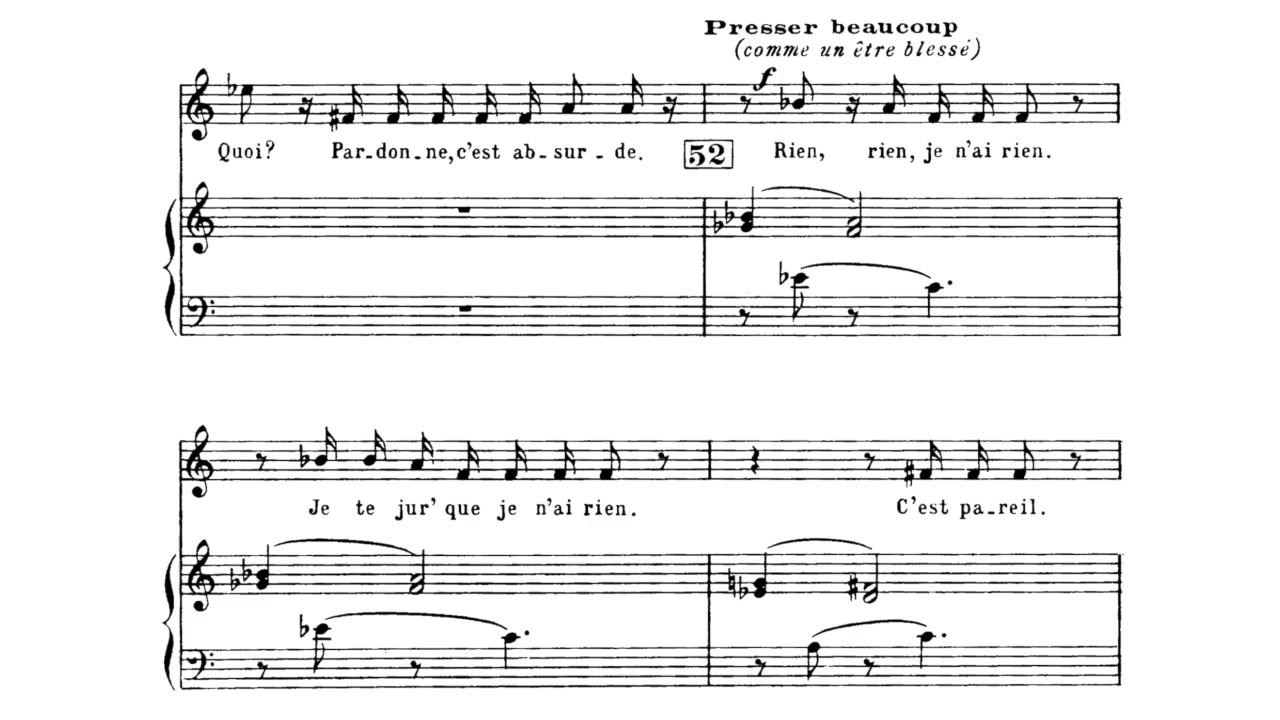 Presser beaucoup
(comme un être blessé)
f
Quoi? Par-don-ne, c'est ab-sur-de. 52 Rien, rien, je n'ai rien.
Je te jur' que je n'ai rien. C'est pa-reil.